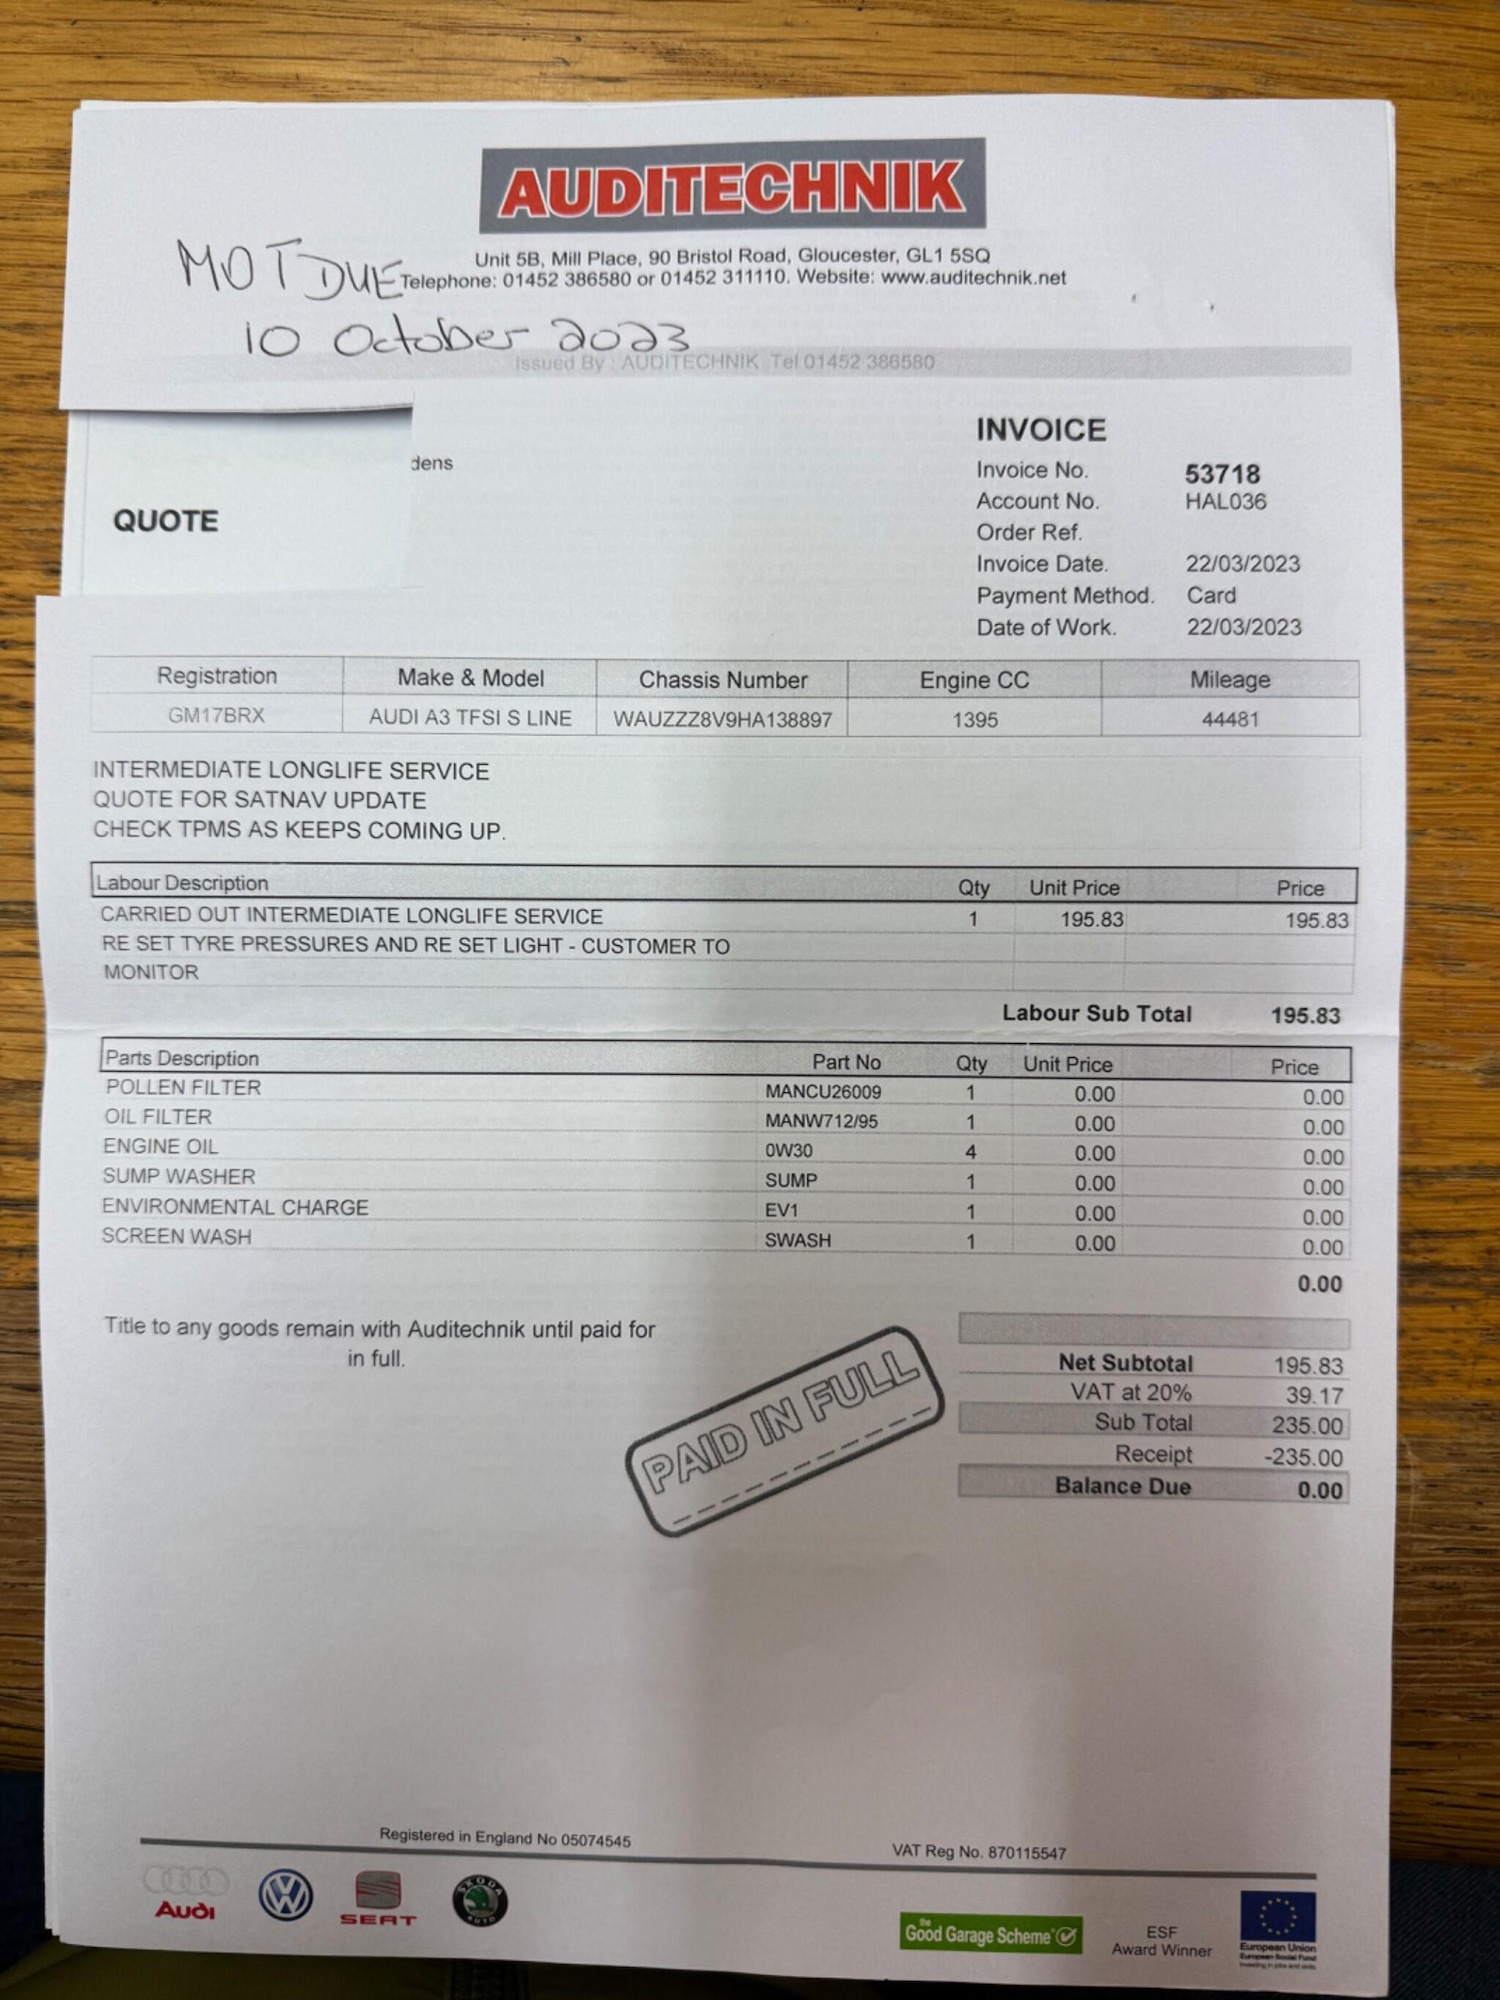 AUDITECHNIK
Unit 5B, Mill Place, 90 Bristol Road, Gloucester, GL1 5SQ
Telephone: 01452 386580 or 01452 311110. Website: www.auditechnik.net
MOT DUE
10 October 2023
Issued By : AUDITECHNIK Tel 01452 386580
dens
QUOTE
INVOICE
Invoice No. 53718
Account No. HAL036
Order Ref.
Invoice Date. 22/03/2023
Payment Method. Card
Date of Work. 22/03/2023
Registration Make & Model Chassis Number Engine CC Mileage
GM17BRX AUDI A3 TFSI S LINE WAUZZZ8V9HA138897 1395 44481
INTERMEDIATE LONGLIFE SERVICE
QUOTE FOR SATNAV UPDATE
CHECK TPMS AS KEEPS COMING UP.
Labour Description Qty Unit Price Price
CARRIED OUT INTERMEDIATE LONGLIFE SERVICE 1 195.83 195.83
RE SET TYRE PRESSURES AND RE SET LIGHT - CUSTOMER TO
MONITOR
Labour Sub Total 195.83
Parts Description Part No Qty Unit Price Price
POLLEN FILTER MANCU26009 1 0.00 0.00
OIL FILTER MANW712/95 1 0.00 0.00
ENGINE OIL 0W30 4 0.00 0.00
SUMP WASHER SUMP 1 0.00 0.00
ENVIRONMENTAL CHARGE EV1 1 0.00 0.00
SCREEN WASH SWASH 1 0.00 0.00
0.00
Title to any goods remain with Auditechnik until paid for
in full.
PAID IN FULL
Net Subtotal 195.83
VAT at 20% 39.17
Sub Total 235.00
Receipt -235.00
Balance Due 0.00
Registered in England No 05074545
VAT Reg No. 870115547
Audi
VW
SEAT
SKODA
AUTO
the
Good Garage Scheme
ESF
Award Winner
European Union
European Social Fund
Investing in jobs and skills